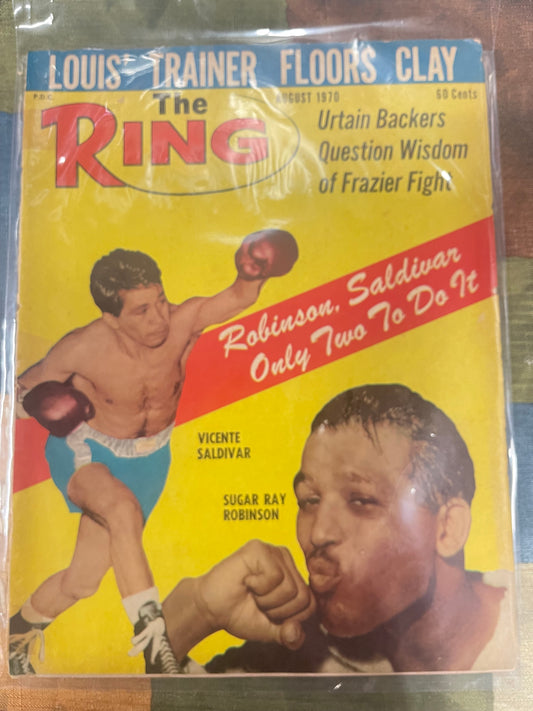 LOUIS' TRAINER FLOORS CLAY
P.D.C.
AUGUST 1970
60 Cents
The
RING
Urtain Backers
Question Wisdom
of Frazier Fight
Robinson, Saldivar
Only Two To Do It
VICENTE
SALDIVAR
SUGAR RAY
ROBINSON